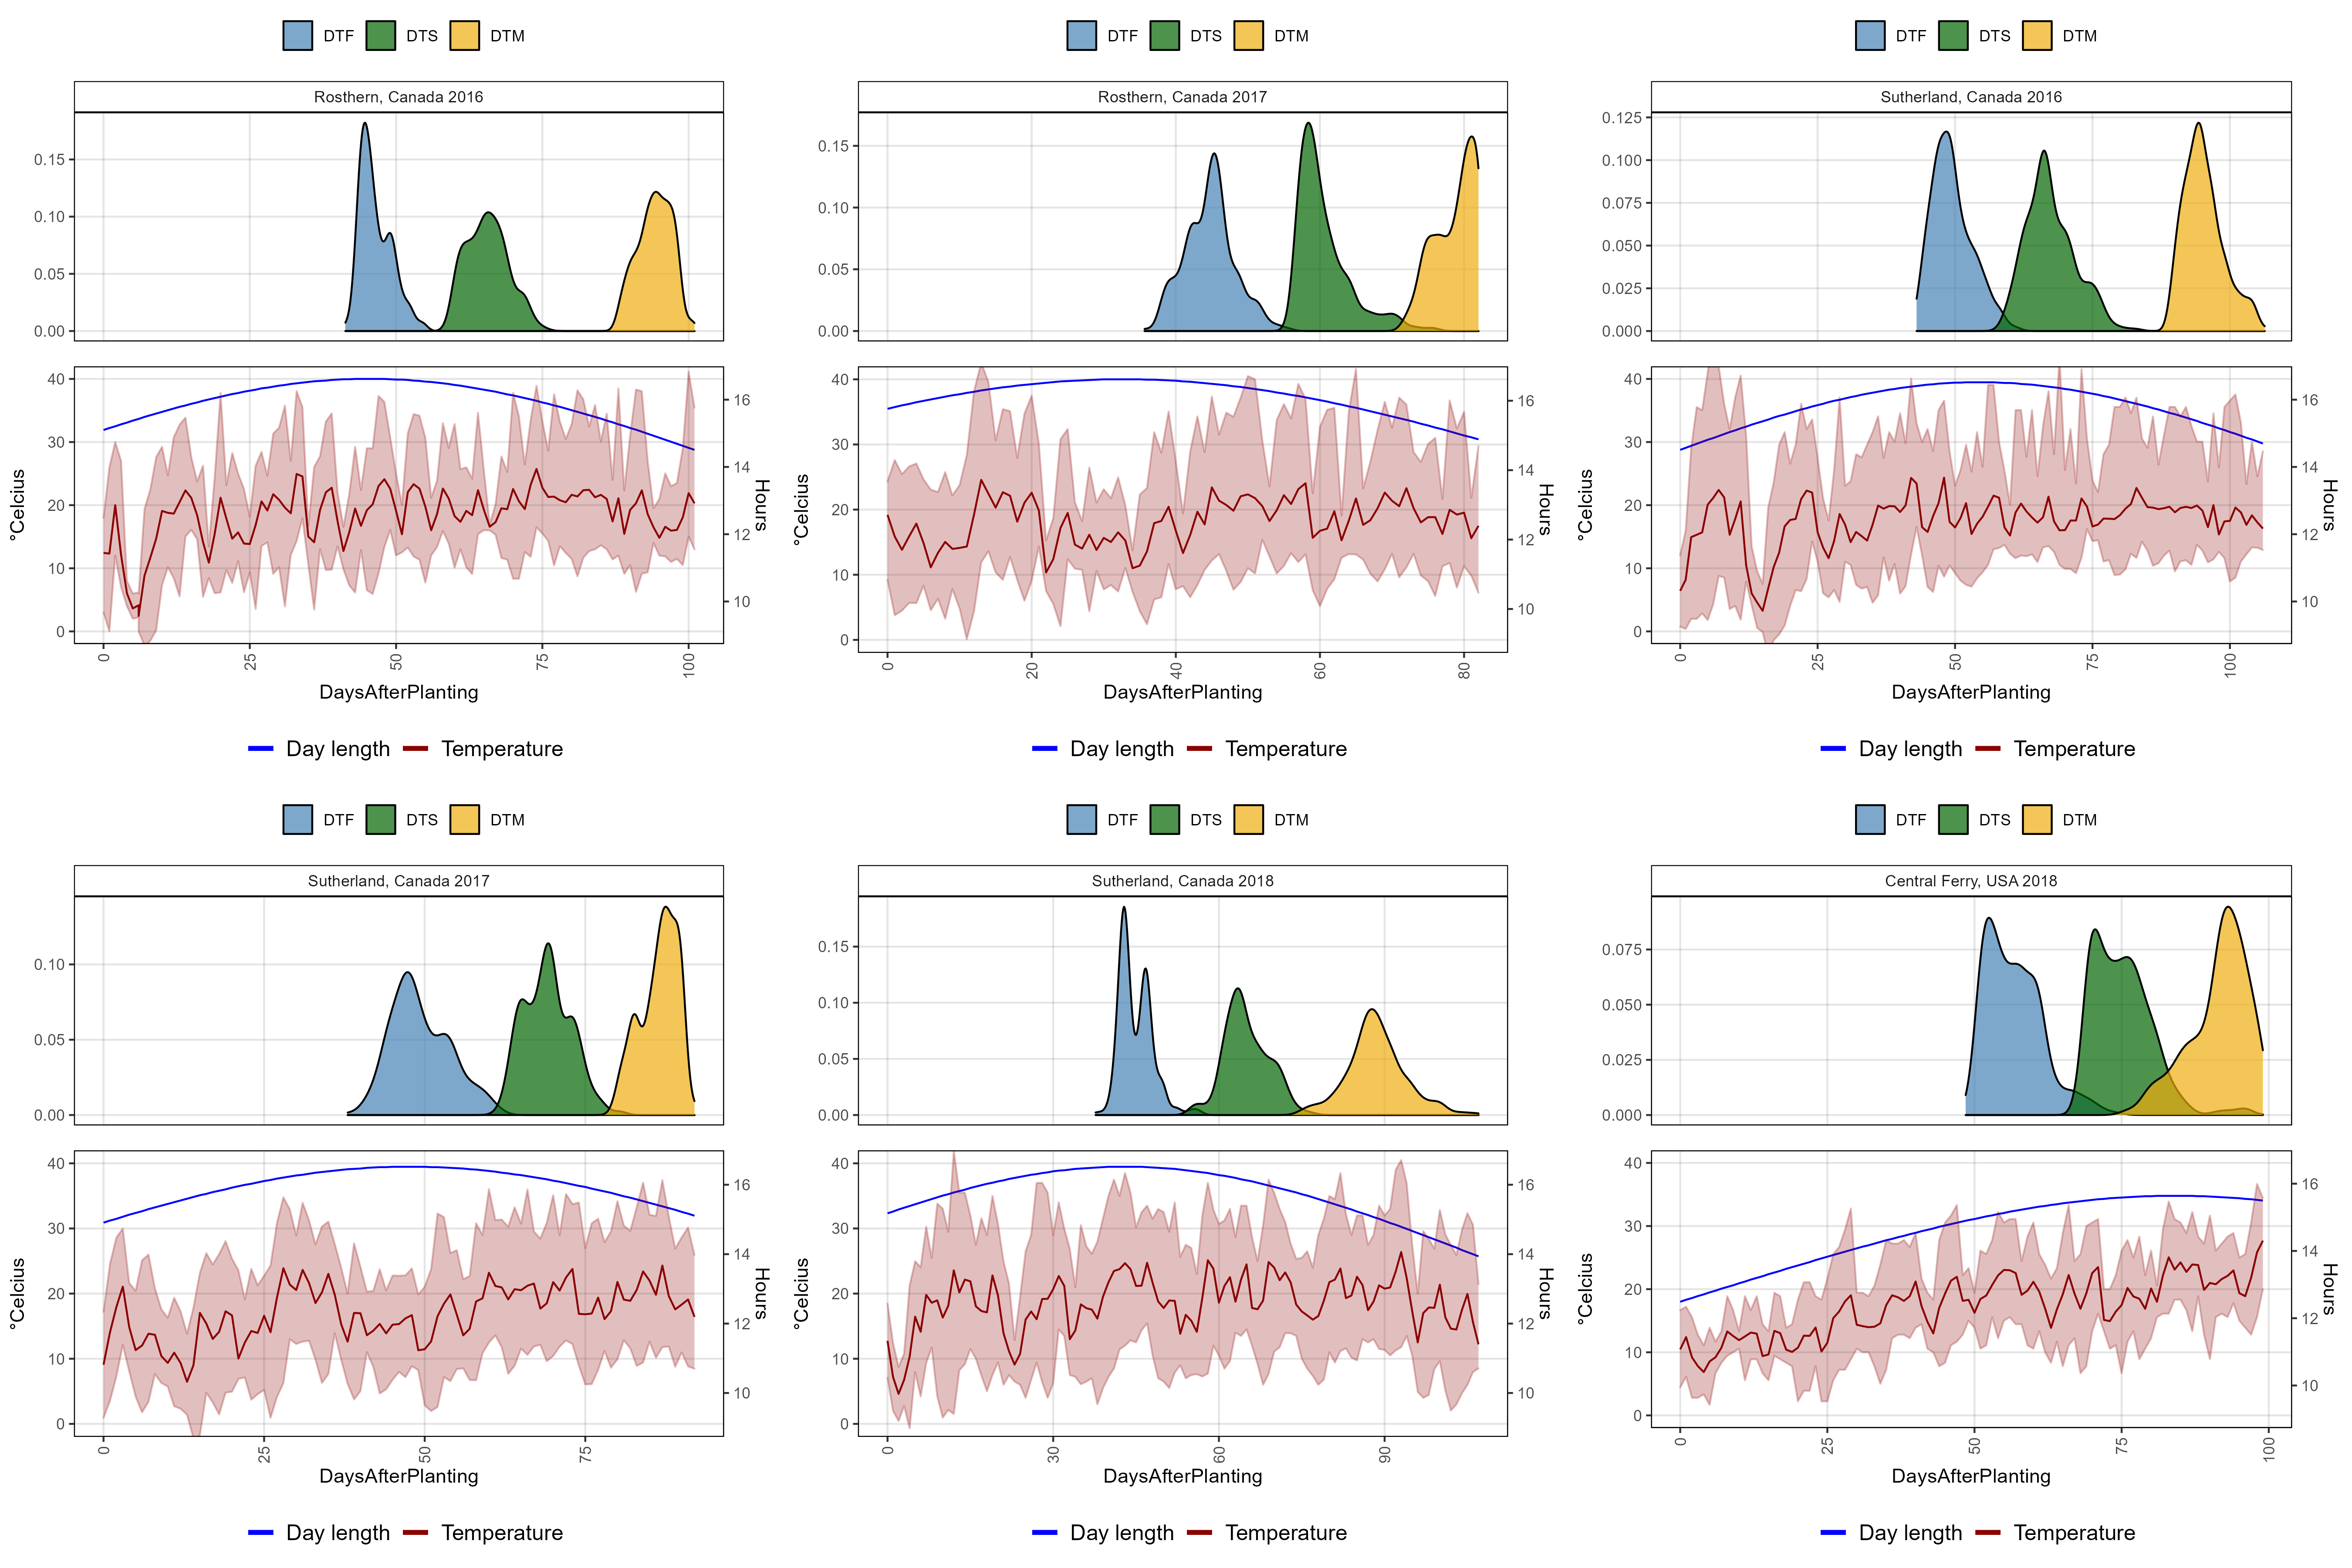 DTF DTS DTM
Rosthern, Canada 2016
0.15
0.10
0.05
0.00
40
30
20
10
0
°Celcius
16
14
12
10
Hours
0 25 50 75 100
DaysAfterPlanting
Day length Temperature
DTF DTS DTM
Rosthern, Canada 2017
0.15
0.10
0.05
0.00
40
30
20
10
0
°Celcius
16
14
12
10
Hours
0 20 40 60 80
DaysAfterPlanting
Day length Temperature
DTF DTS DTM
Sutherland, Canada 2016
0.125
0.100
0.075
0.050
0.025
0.000
40
30
20
10
0
°Celcius
16
14
12
10
Hours
0 25 50 75 100
DaysAfterPlanting
Day length Temperature
DTF DTS DTM
Sutherland, Canada 2017
0.10
0.05
0.00
40
30
20
10
0
°Celcius
16
14
12
10
Hours
0 25 50 75
DaysAfterPlanting
Day length Temperature
DTF DTS DTM
Sutherland, Canada 2018
0.15
0.10
0.05
0.00
40
30
20
10
0
°Celcius
16
14
12
10
Hours
0 30 60 90
DaysAfterPlanting
Day length Temperature
DTF DTS DTM
Central Ferry, USA 2018
0.075
0.050
0.025
0.000
40
30
20
10
0
°Celcius
16
14
12
10
Hours
0 25 50 75 100
DaysAfterPlanting
Day length Temperature